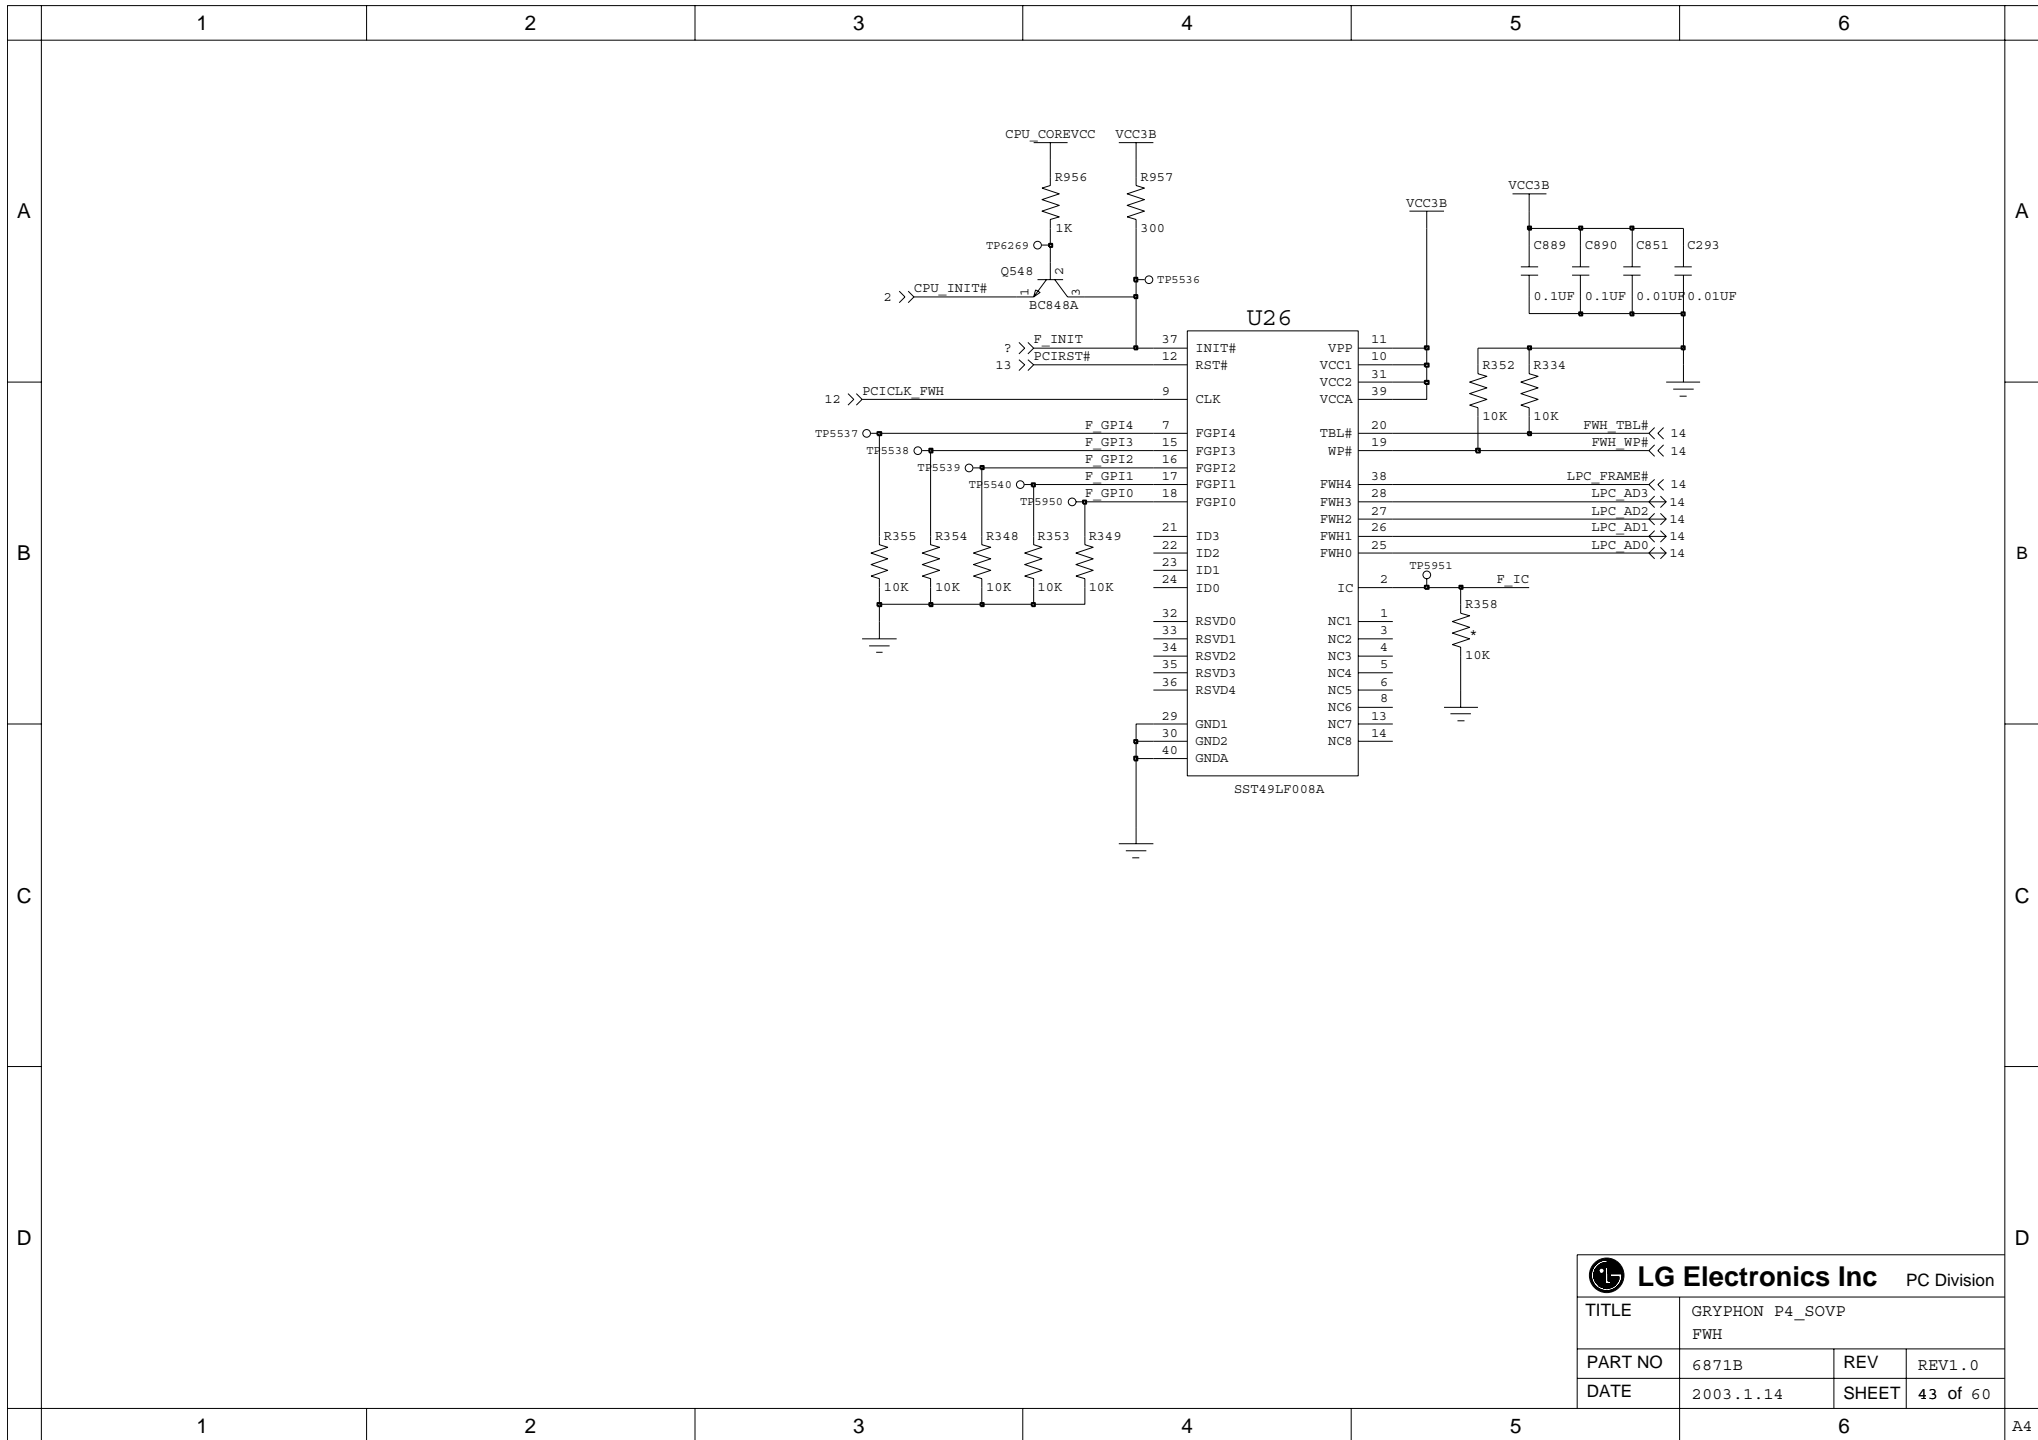 1 2 3 4 5 6
CPU_COREVCC VCC3B
R956 R957
1K 300
TP6269
Q548 2
TP5536
2 CPU_INIT# 1 3
BC848A
VCC3B
VCC3B
C889 C890 C851 C293
0.1UF 0.1UF 0.01UF 0.01UF
A A
U26
? F_INIT 37 INIT#
13 PCIRST# 12 RST#
12 PCICLK_FWH 9 CLK
TP5537 F_GPI4 7 FGPI4
TP5538 F_GPI3 15 FGPI3
TP5539 F_GPI2 16 FGPI2
TP5540 F_GPI1 17 FGPI1
TP5950 F_GPI0 18 FGPI0
R355 R354 R348 R353 R349
10K 10K 10K 10K 10K
21 ID3
22 ID2
23 ID1
24 ID0
32 RSVD0
33 RSVD1
34 RSVD2
35 RSVD3
36 RSVD4
29 GND1
30 GND2
40 GNDA
VPP 11
VCC1 10
VCC2 31
VCCA 39
R352 R334
10K 10K
TBL# 20 FWH_TBL# 14
WP# 19 FWH_WP# 14
FWH4 38 LPC_FRAME# 14
FWH3 28 LPC_AD3 14
FWH2 27 LPC_AD2 14
FWH1 26 LPC_AD1 14
FWH0 25 LPC_AD0 14
TP5951
IC 2 F_IC
R358
*
10K
NC1 1
NC2 3
NC3 4
NC4 5
NC5 6
NC6 8
NC7 13
NC8 14
SST49LF008A
B B
C C
D D
LG Electronics Inc PC Division
TITLE GRYPHON P4_SOVP
FWH
PART NO 6871B REV REV1.0
DATE 2003.1.14 SHEET 43 of 60
1 2 3 4 5 6 A4